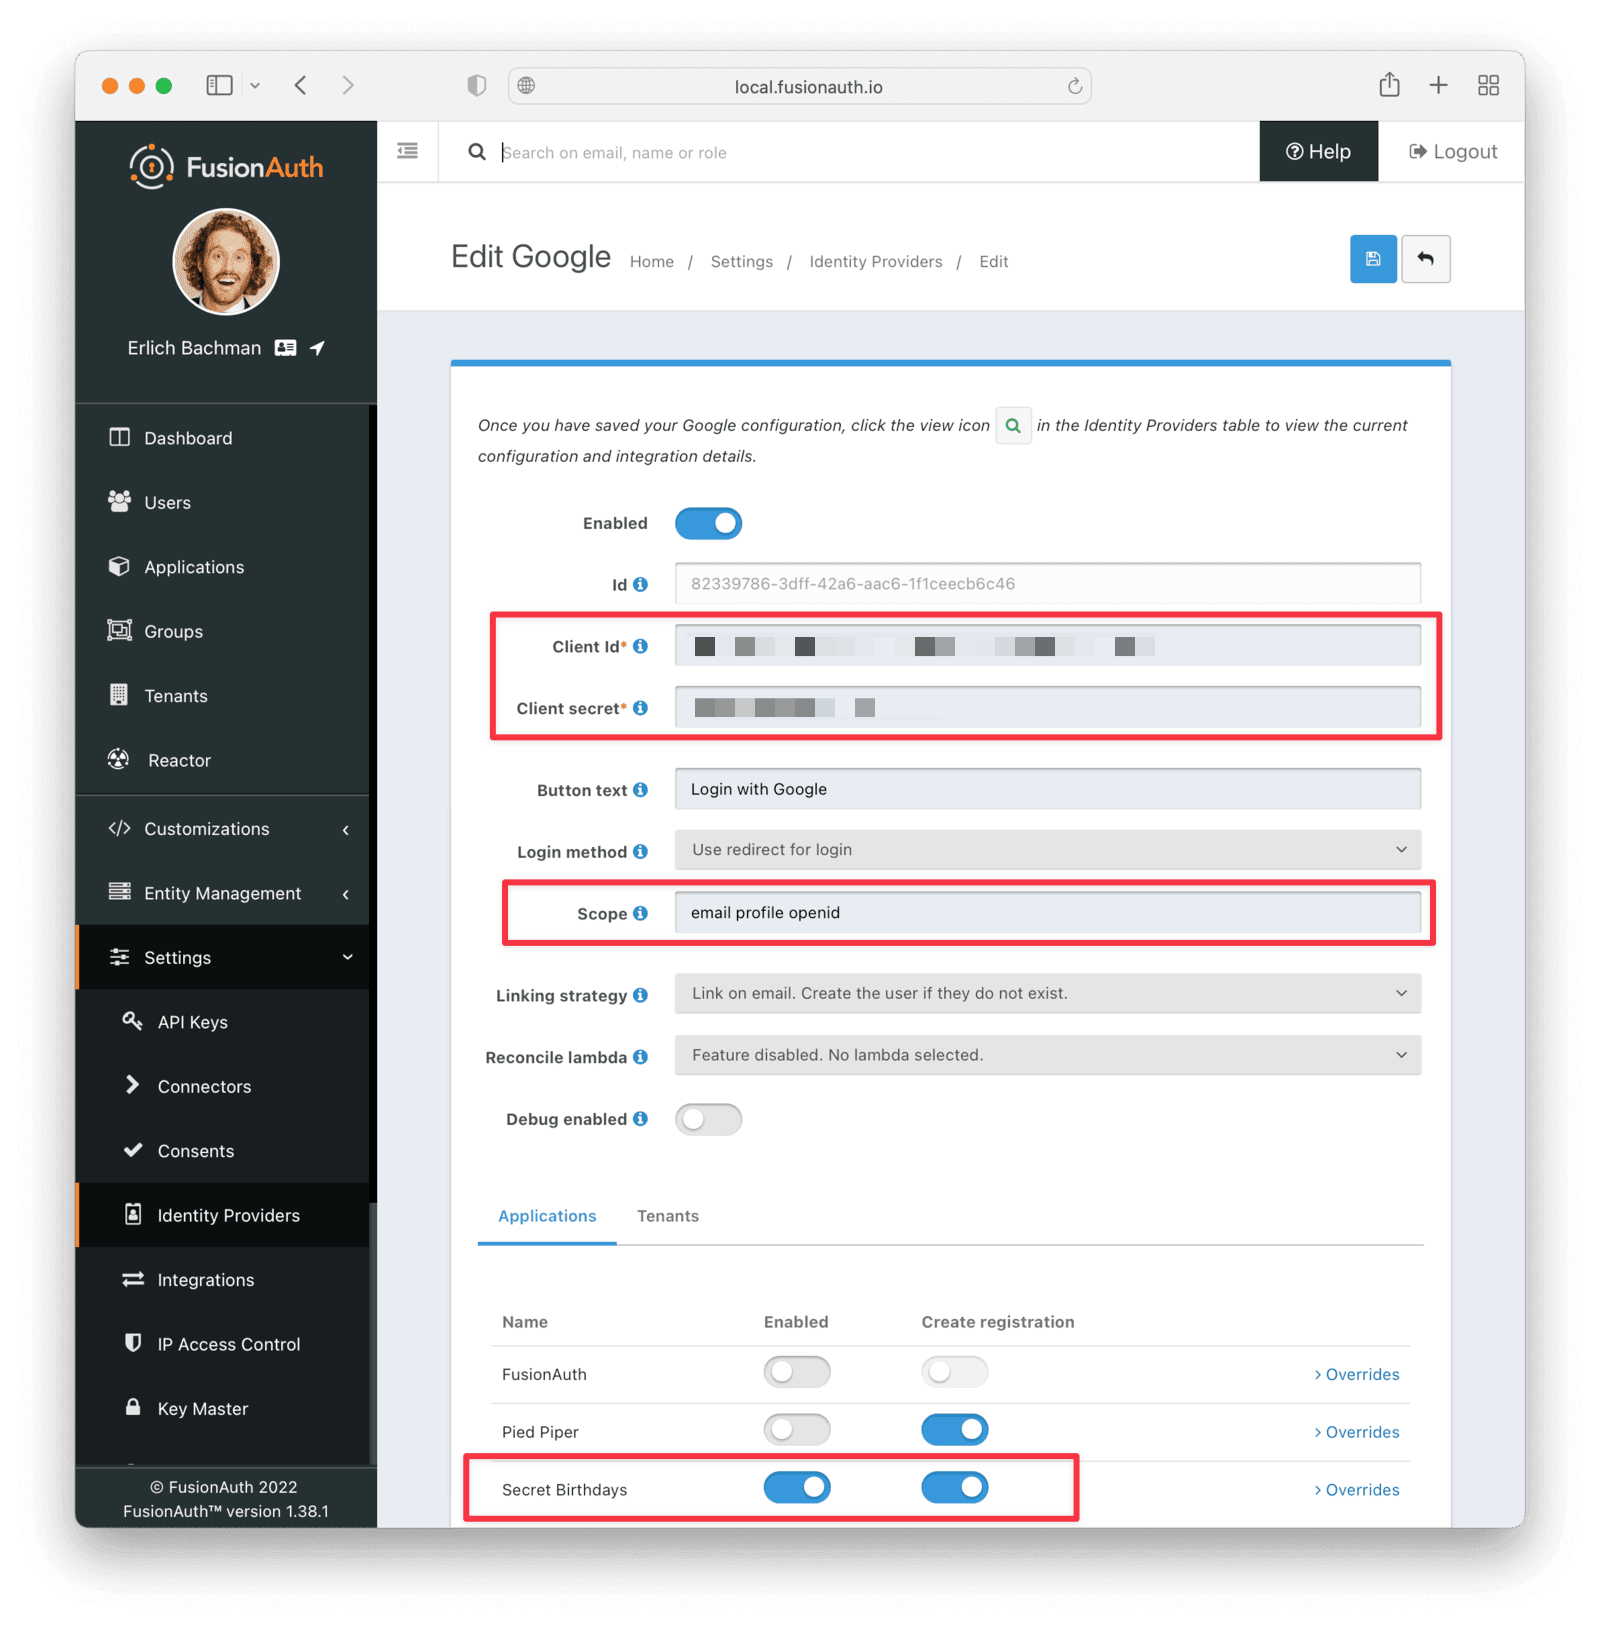 local.fusionauth.io
FusionAuth
Search on email, name or role
Help
Logout
Erlich Bachman
Edit Google
Home / Settings / Identity Providers / Edit
Dashboard
Users
Applications
Groups
Tenants
Reactor
Customizations
Entity Management
Settings
API Keys
Connectors
Consents
Identity Providers
Integrations
IP Access Control
Key Master
© FusionAuth 2022
FusionAuth™ version 1.38.1
Once you have saved your Google configuration, click the view icon in the Identity Providers table to view the current
configuration and integration details.
Enabled
Id 82339786-3dff-42a6-aac6-1f1ceecb6c46
Client Id*
Client secret*
Button text Login with Google
Login method Use redirect for login
Scope email profile openid
Linking strategy Link on email. Create the user if they do not exist.
Reconcile lambda Feature disabled. No lambda selected.
Debug enabled
Applications Tenants
Name Enabled Create registration
FusionAuth > Overrides
Pied Piper > Overrides
Secret Birthdays > Overrides